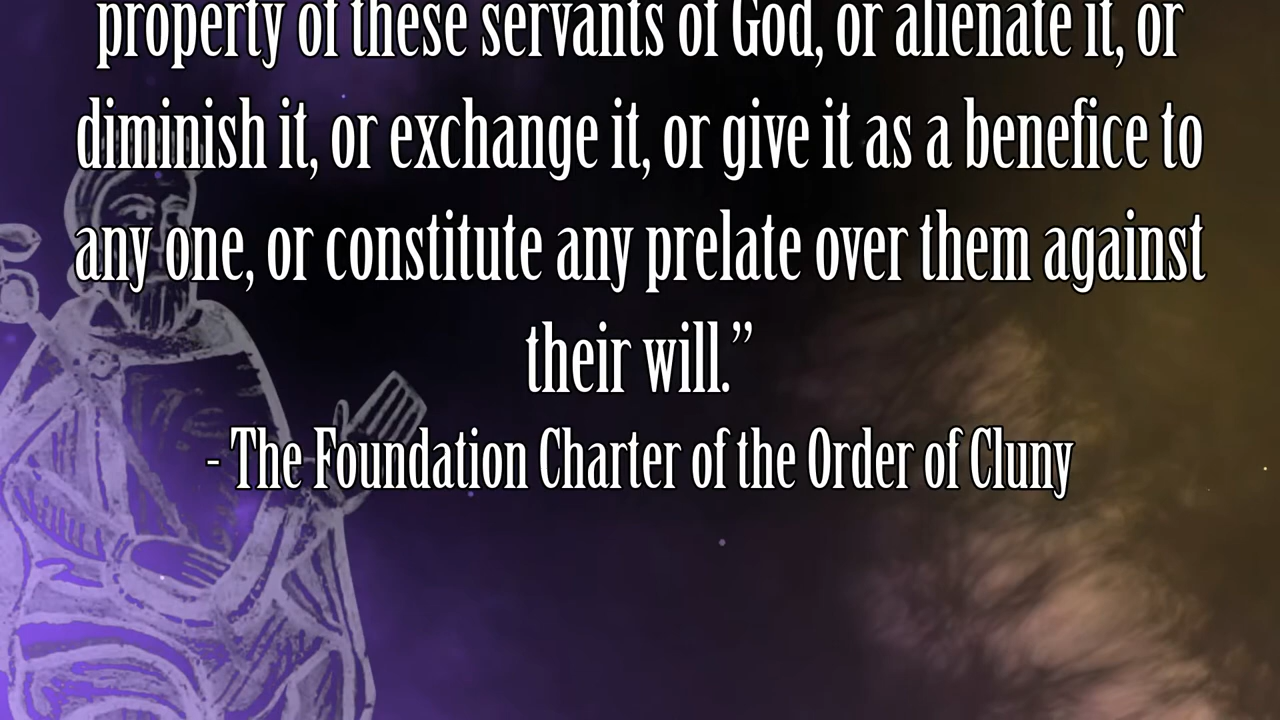 property of these servants of God, or alienate it, or
diminish it, or exchange it, or give it as a benefice to
any one, or constitute any prelate over them against
their will.”
- The Foundation Charter of the Order of Cluny